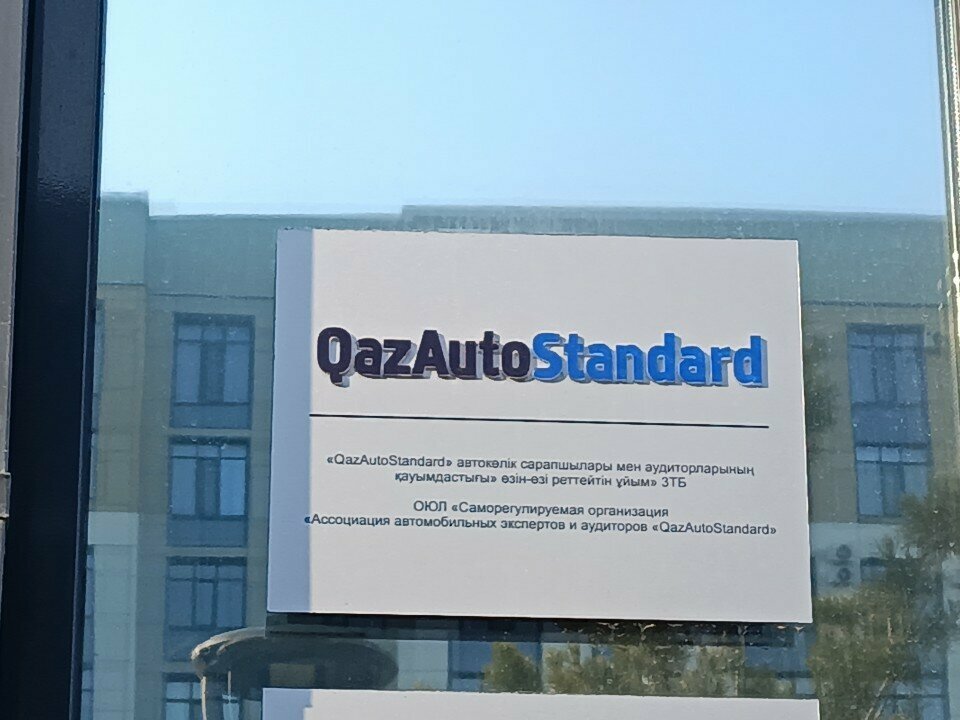 QazAutoStandard
«QazAutoStandard» автокөлік сарапшылары мен аудиторларының
қауымдастығы» өзін-өзі реттейтін ұйым» ЗТБ
ОЮЛ «Саморегулируемая организация
«Ассоциация автомобильных экспертов и аудиторов «QazAutoStandard»